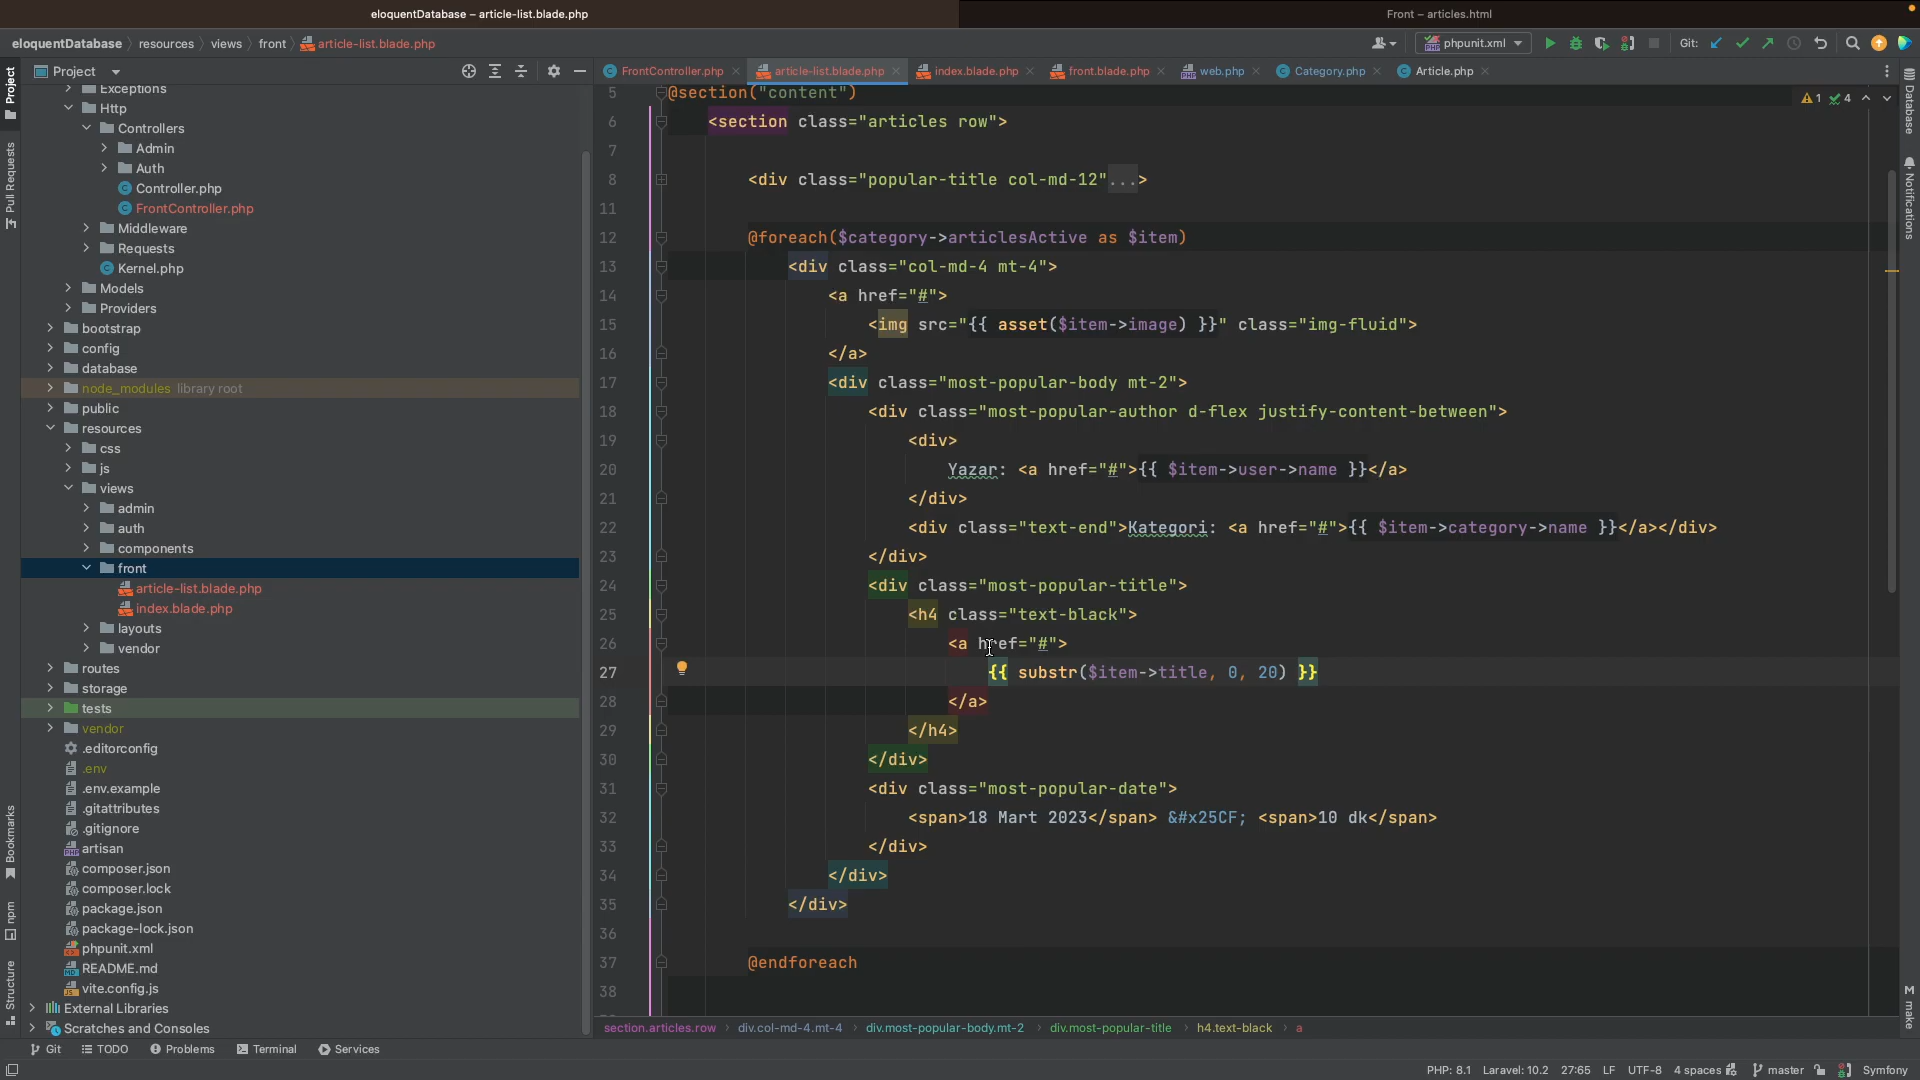 eloquentDatabase – article-list.blade.php
Front – articles.html
eloquentDatabase
resources
views
front
article-list.blade.php
phpunit.xml
Git:
Project
FrontController.php
article-list.blade.php
index.blade.php
front.blade.php
web.php
Category.php
Article.php
Project
Pull Requests
Bookmarks
npm
Structure
Exceptions
Http
Controllers
Admin
Auth
Controller.php
FrontController.php
Middleware
Requests
Kernel.php
Models
Providers
bootstrap
config
database
node_modules library root
public
resources
css
js
views
admin
auth
components
front
article-list.blade.php
index.blade.php
layouts
vendor
routes
storage
tests
vendor
.editorconfig
.env
.env.example
.gitattributes
.gitignore
artisan
composer.json
composer.lock
package.json
package-lock.json
phpunit.xml
README.md
vite.config.js
External Libraries
Scratches and Consoles
1 4
5 @section("content")
6 <section class="articles row">
7
8 <div class="popular-title col-md-12"...>
11
12 @foreach($category->articlesActive as $item)
13 <div class="col-md-4 mt-4">
14 <a href="#">
15 <img src="{{ asset($item->image) }}" class="img-fluid">
16 </a>
17 <div class="most-popular-body mt-2">
18 <div class="most-popular-author d-flex justify-content-between">
19 <div>
20 Yazar: <a href="#">{{ $item->user->name }}</a>
21 </div>
22 <div class="text-end">Kategori: <a href="#">{{ $item->category->name }}</a></div>
23 </div>
24 <div class="most-popular-title">
25 <h4 class="text-black">
26 <a href="#">
27 {{ substr($item->title, 0, 20) }}
28 </a>
29 </h4>
30 </div>
31 <div class="most-popular-date">
32 <span>18 Mart 2023</span> &#x25CF; <span>10 dk</span>
33 </div>
34 </div>
35 </div>
36
37 @endforeach
38
Database
Notifications
M make
section.articles.row
div.col-md-4.mt-4
div.most-popular-body.mt-2
div.most-popular-title
h4.text-black
a
Git
TODO
Problems
Terminal
Services
PHP: 8.1
Laravel: 10.2
27:65
LF
UTF-8
4 spaces
master
Symfony